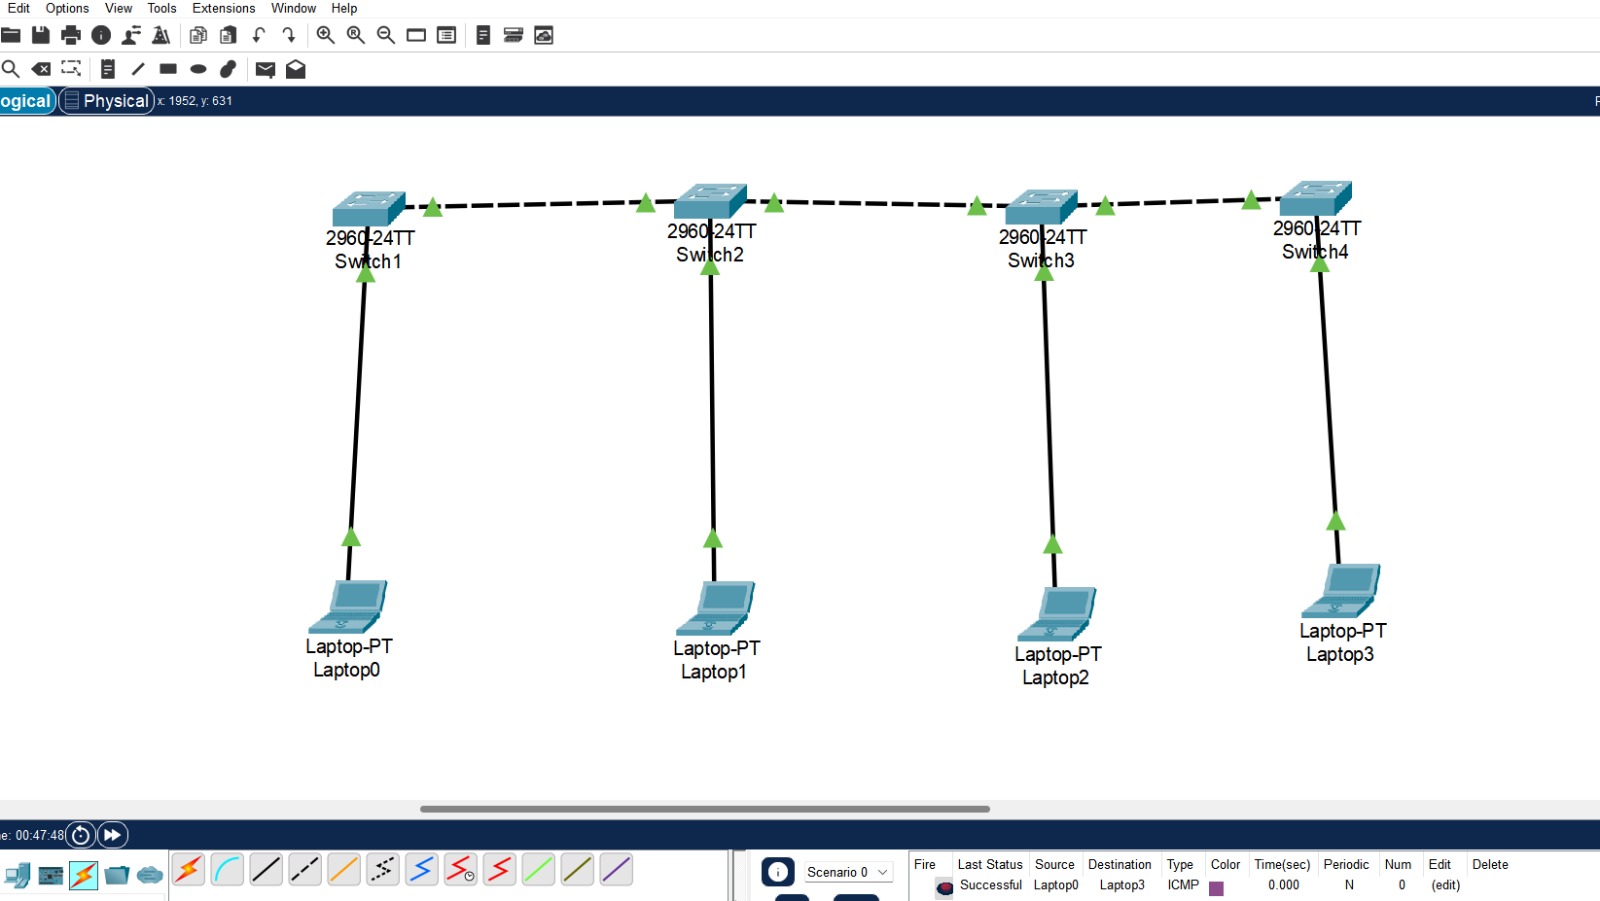 Edit Options View Tools Extensions Window Help
ogical Physical x: 1952, y: 631
2960-24TT
Switch1
2960-24TT
Switch2
2960-24TT
Switch3
2960-24TT
Switch4
Laptop-PT
Laptop0
Laptop-PT
Laptop1
Laptop-PT
Laptop2
Laptop-PT
Laptop3
e: 00:47:48
Scenario 0
Fire Last Status Source Destination Type Color Time(sec) Periodic Num Edit Delete
Successful Laptop0 Laptop3 ICMP 0.000 N 0 (edit)